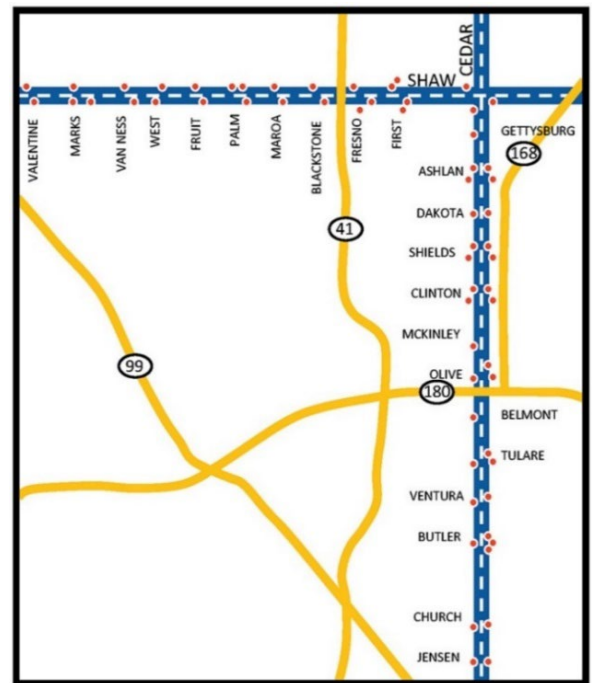 CEDAR
SHAW
VALENTINE
MARKS
VAN NESS
WEST
FRUIT
PALM
MAROA
BLACKSTONE
FRESNO
FIRST
GETTYSBURG
168
ASHLAN
DAKOTA
41
SHIELDS
CLINTON
MCKINLEY
99
OLIVE
180
BELMONT
TULARE
VENTURA
BUTLER
CHURCH
JENSEN